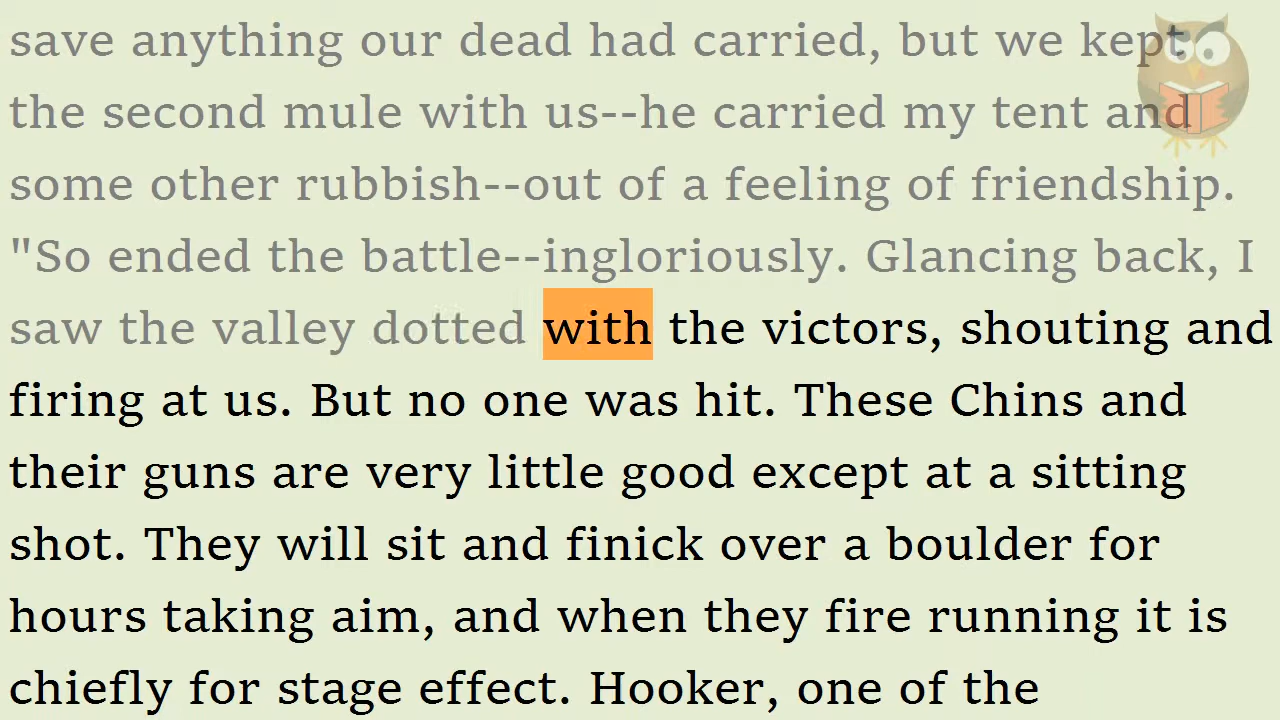 save anything our dead had carried, but we kept
the second mule with us--he carried my tent and
some other rubbish--out of a feeling of friendship.
"So ended the battle--ingloriously. Glancing back, I
saw the valley dotted with the victors, shouting and
firing at us. But no one was hit. These Chins and
their guns are very little good except at a sitting
shot. They will sit and finick over a boulder for
hours taking aim, and when they fire running it is
chiefly for stage effect. Hooker, one of the